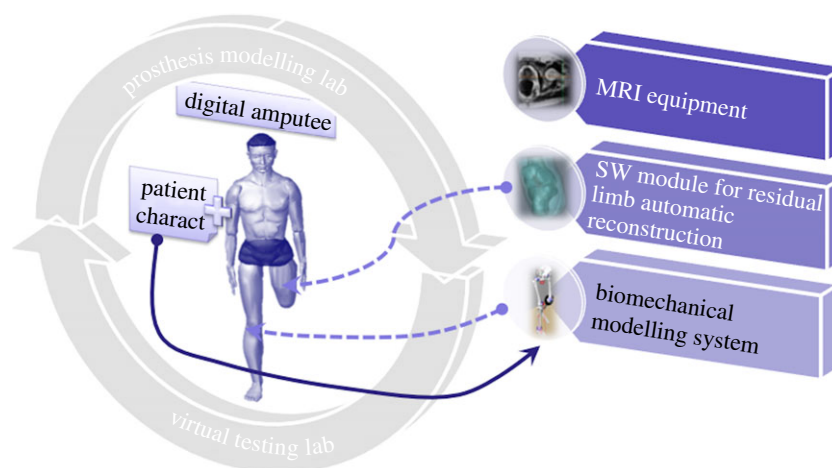 prosthesis modelling lab
digital amputee
patient
charact
MRI equipment
SW module for residual
limb automatic
reconstruction
biomechanical
modelling system
virtual testing lab